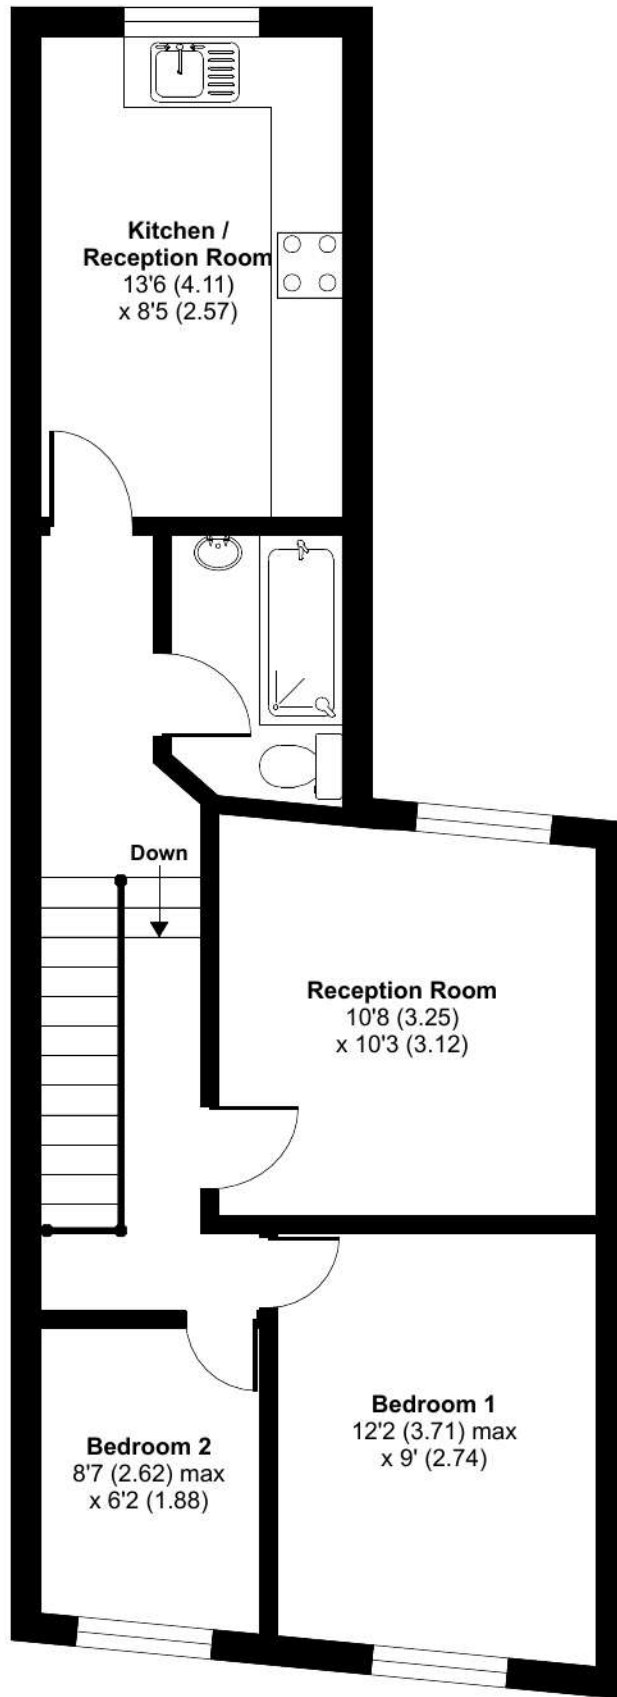 Kitchen /
Reception Room
13'6 (4.11)
x 8'5 (2.57)
Down
Reception Room
10'8 (3.25)
x 10'3 (3.12)
Bedroom 1
12'2 (3.71) max
x 9' (2.74)
Bedroom 2
8'7 (2.62) max
x 6'2 (1.88)